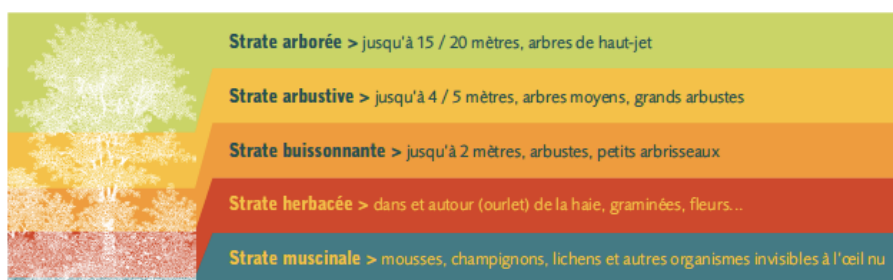 Strate arborée > jusqu'à 15 / 20 mètres, arbres de haut-jet
Strate arbustive > jusqu'à 4 / 5 mètres, arbres moyens, grands arbustes
Strate buissonnante > jusqu'à 2 mètres, arbustes, petits arbrisseaux
Strate herbacée > dans et autour (ourlet) de la haie, graminées, fleurs...
Strate muscinale > mousses, champignons, lichens et autres organismes invisibles à l'œil nu